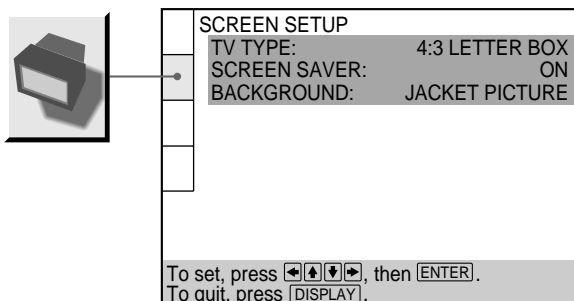 SCREEN SETUP
TV TYPE: 4:3 LETTER BOX
SCREEN SAVER: ON
BACKGROUND: JACKET PICTURE
To set, press ←↑↓→, then ENTER.
To quit, press DISPLAY.